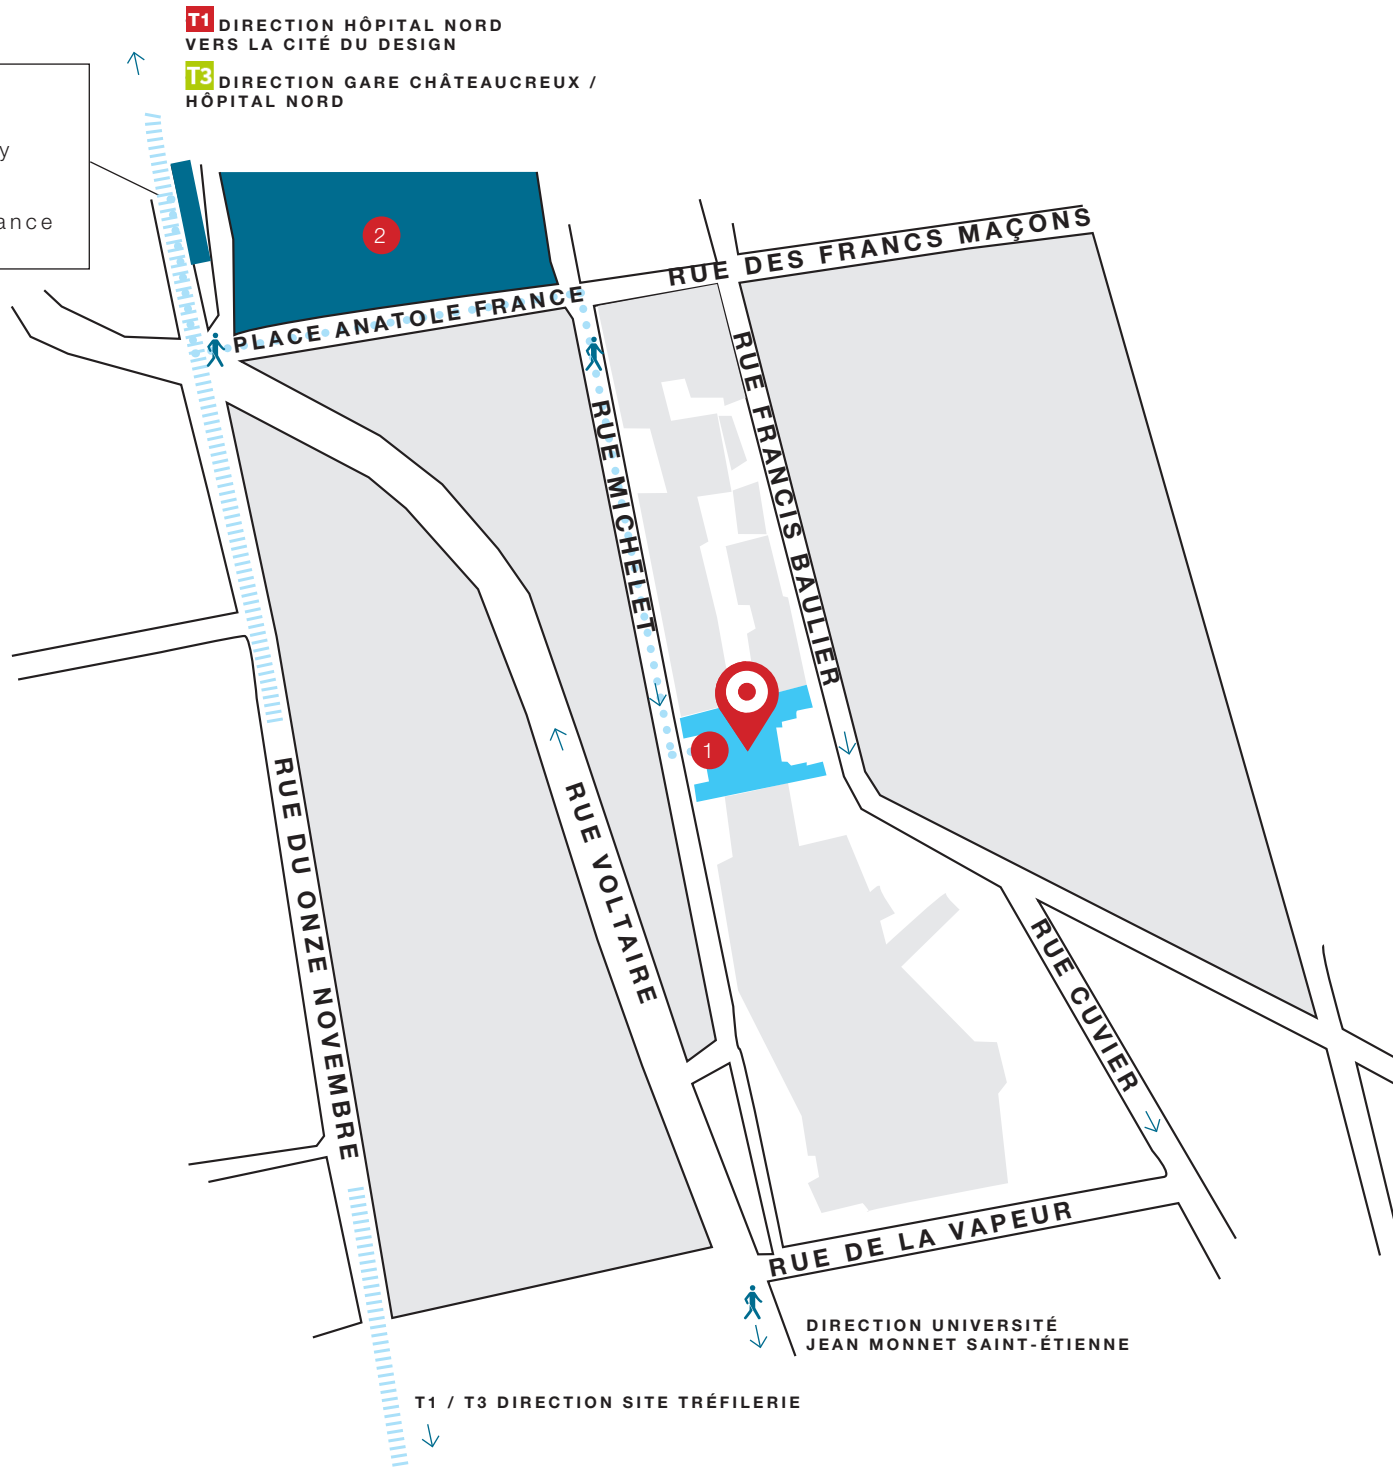 T1 DIRECTION HÔPITAL NORD
VERS LA CITÉ DU DESIGN
T3 DIRECTION GARE CHÂTEAUCREUX /
HÔPITAL NORD
2
RUE DES FRANCS MAÇONS
PLACE ANATOLE FRANCE
RUE FRANCIS BAULIER
RUE MICHELET
1
RUE VOLTAIRE
RUE DU ONZE NOVEMBRE
RUE CUVIER
RUE DE LA VAPEUR
DIRECTION UNIVERSITÉ
JEAN MONNET SAINT-ÉTIENNE
T1 / T3 DIRECTION SITE TRÉFILERIE